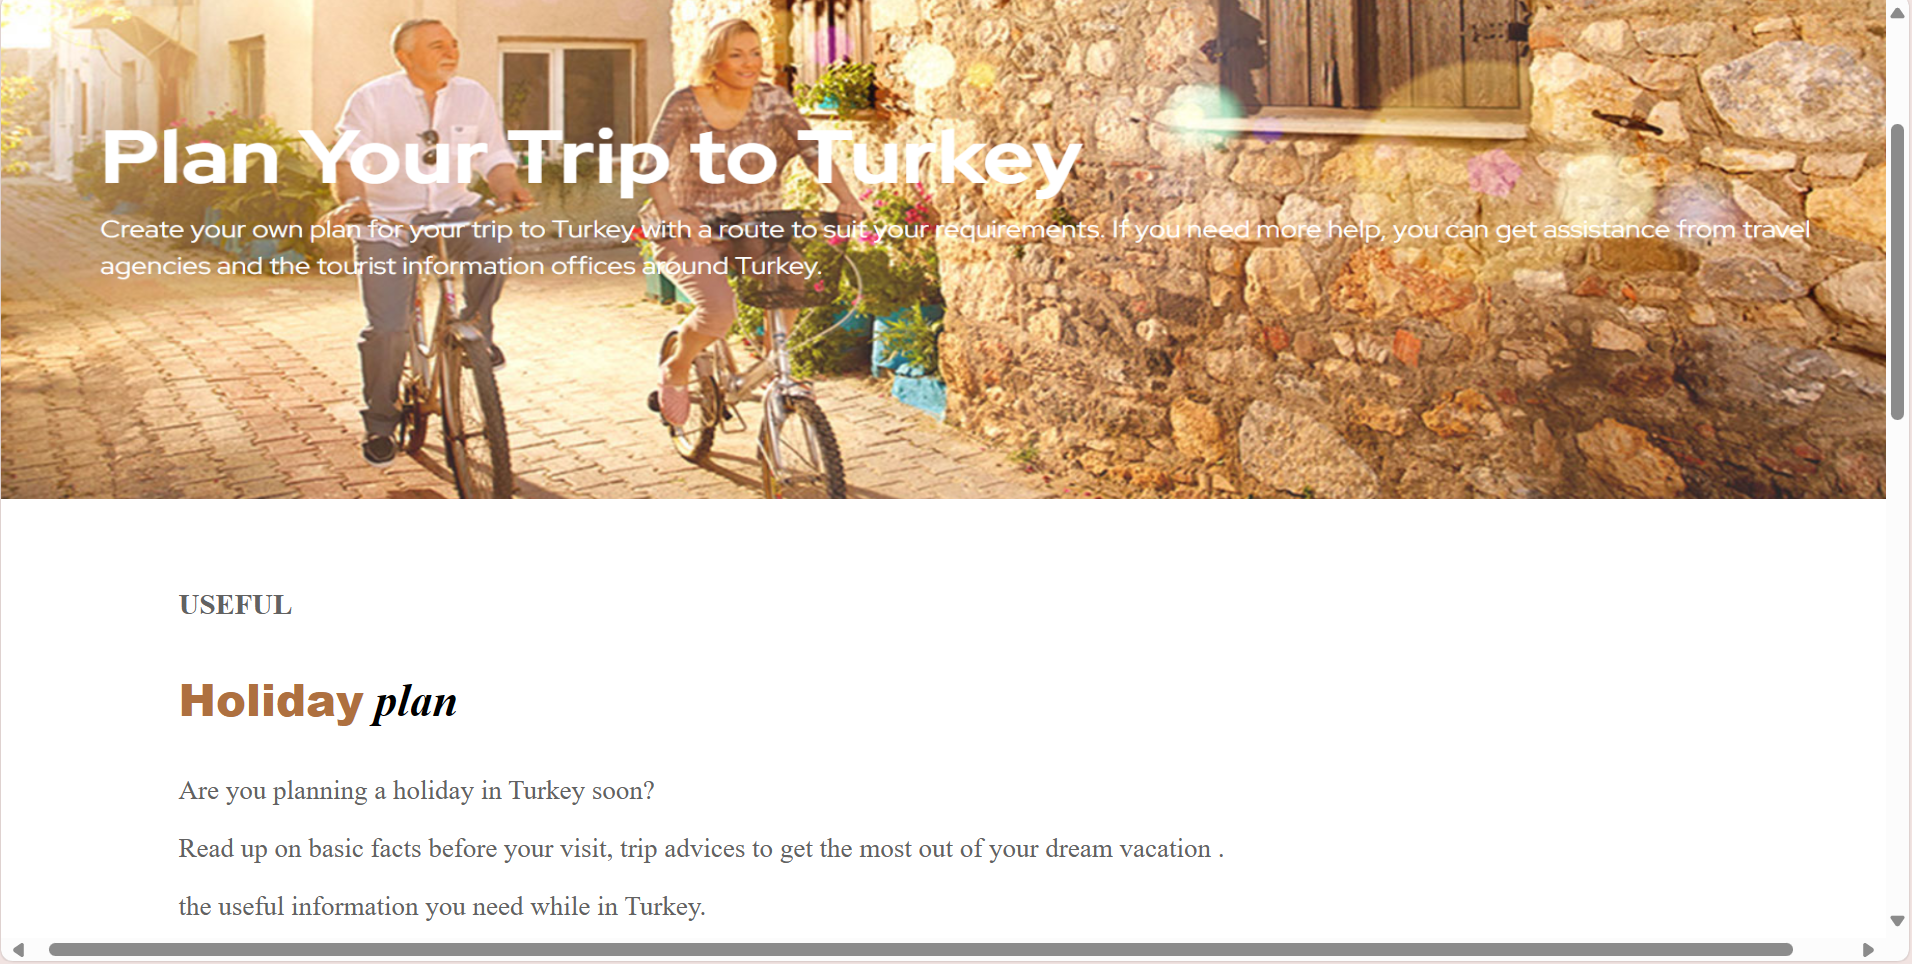 Plan Your Trip to Turkey
Create your own plan for your trip to Turkey with a route to suit your requirements. If you need more help, you can get assistance from travel
agencies and the tourist information offices around Turkey.
USEFUL
Holiday plan
Are you planning a holiday in Turkey soon?
Read up on basic facts before your visit, trip advices to get the most out of your dream vacation .
the useful information you need while in Turkey.